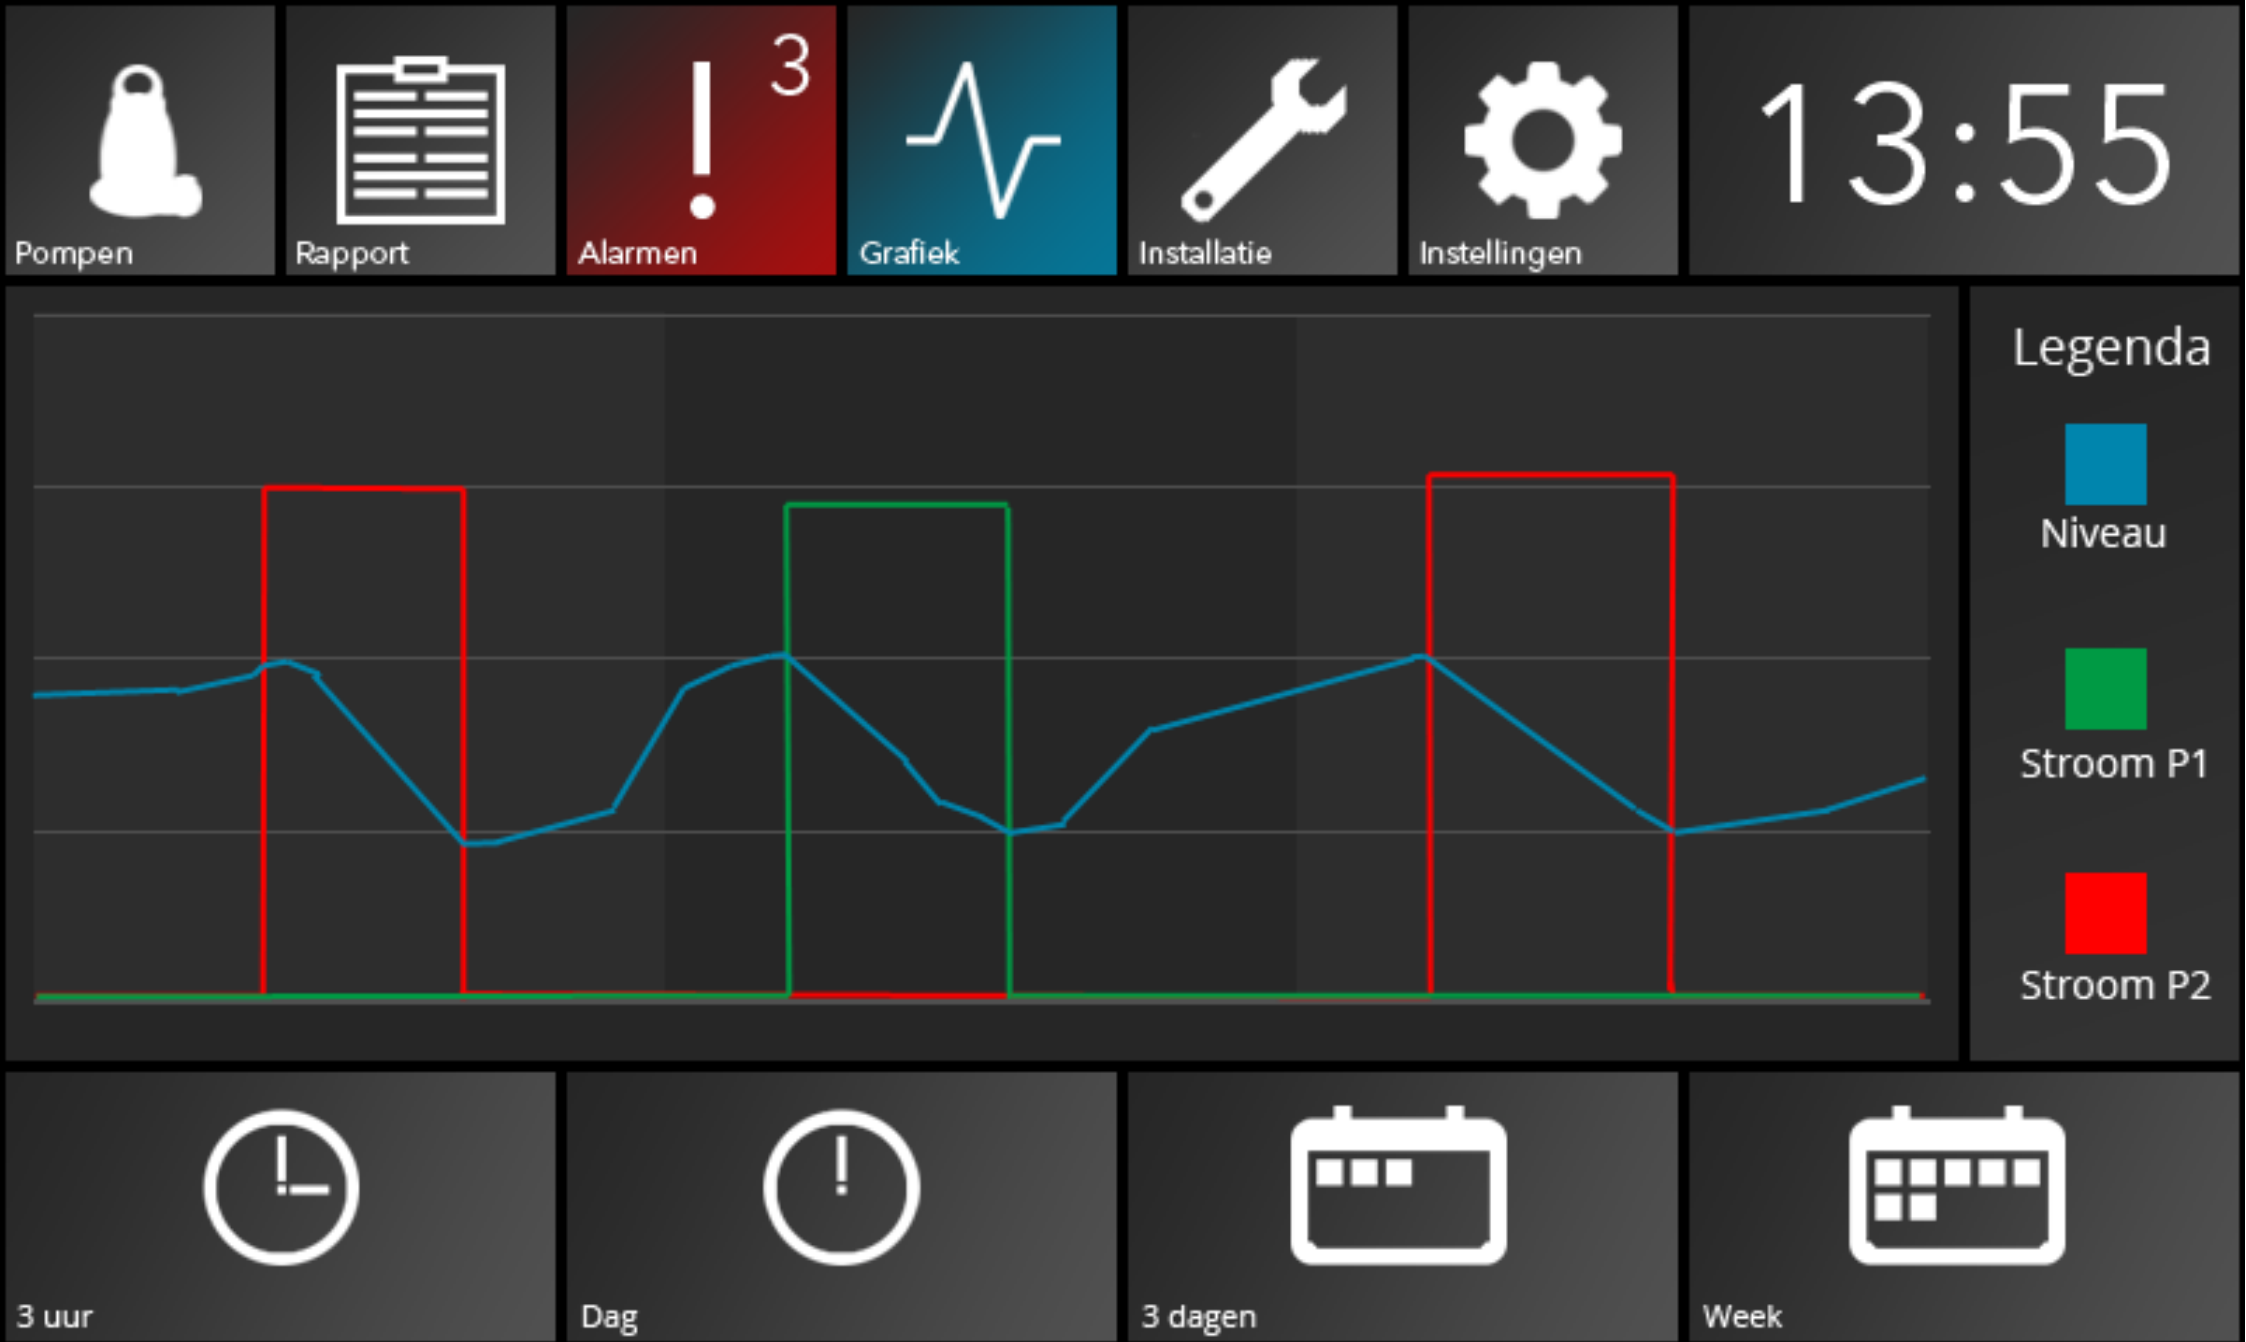 3
13:55
Pompen
Rapport
Alarmen
Grafiek
Installatie
Instellingen
Legenda
Niveau
Stroom P1
Stroom P2
3 uur
Dag
3 dagen
Week